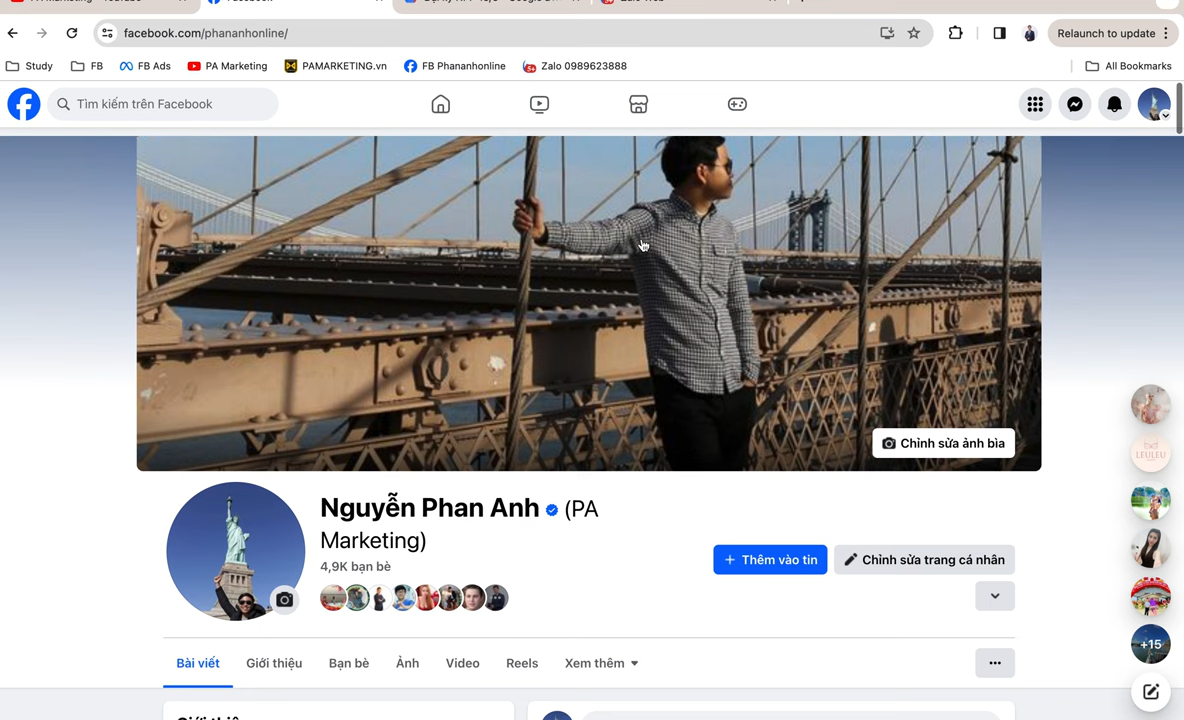 facebook.com/phananhonline/
Relaunch to update
Study
FB
FB Ads
PA Marketing
PAMARKETING.vn
FB Phananhonline
Zalo 0989623888
All Bookmarks
Tìm kiếm trên Facebook
Chỉnh sửa ảnh bìa
LEULEU
Nguyễn Phan Anh (PA
Marketing)
4,9K bạn bè
Thêm vào tin
Chỉnh sửa trang cá nhân
+15
Bài viết
Giới thiệu
Bạn bè
Ảnh
Video
Reels
Xem thêm